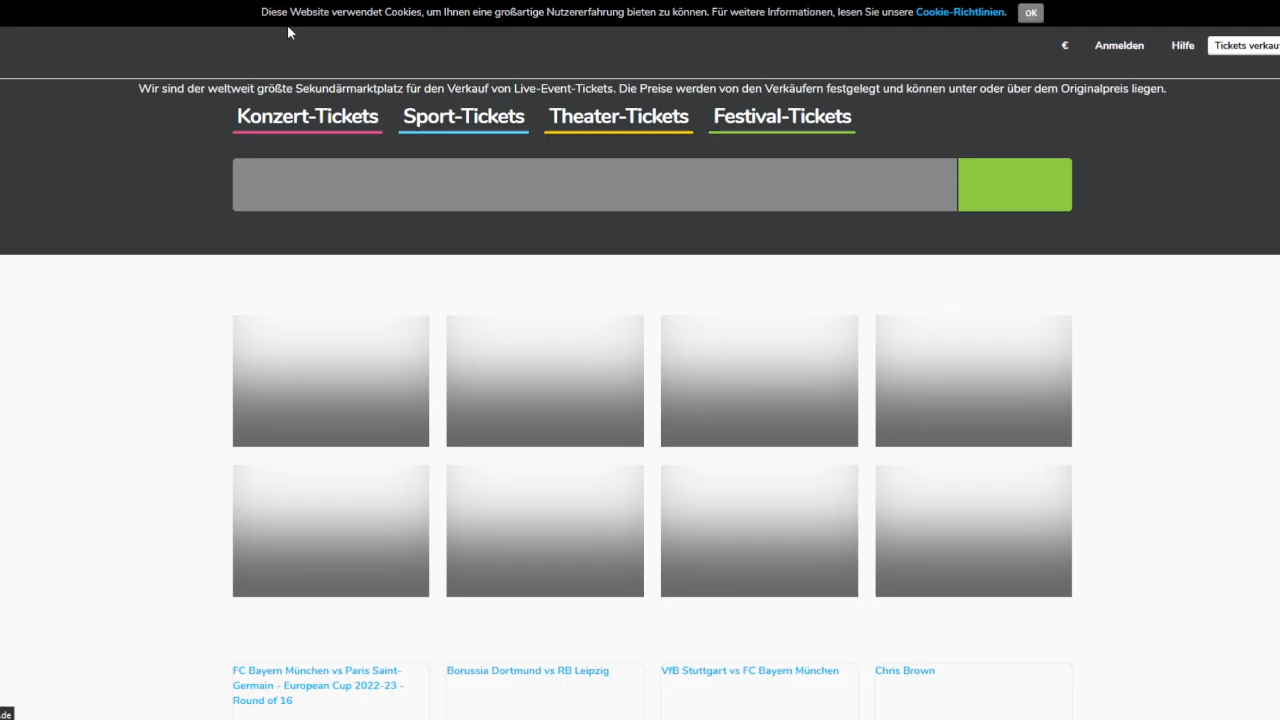 Diese Website verwendet Cookies, um Ihnen eine großartige Nutzererfahrung bieten zu können. Für weitere Informationen, lesen Sie unsere Cookie-Richtlinien. OK
€ Anmelden Hilfe Tickets verkau
Wir sind der weltweit größte Sekundärmarktplatz für den Verkauf von Live-Event-Tickets. Die Preise werden von den Verkäufern festgelegt und können unter oder über dem Originalpreis liegen.
Konzert-Tickets Sport-Tickets Theater-Tickets Festival-Tickets
FC Bayern München vs Paris Saint-
Germain - European Cup 2022-23 -
Round of 16
Borussia Dortmund vs RB Leipzig
VfB Stuttgart vs FC Bayern München
Chris Brown
.de